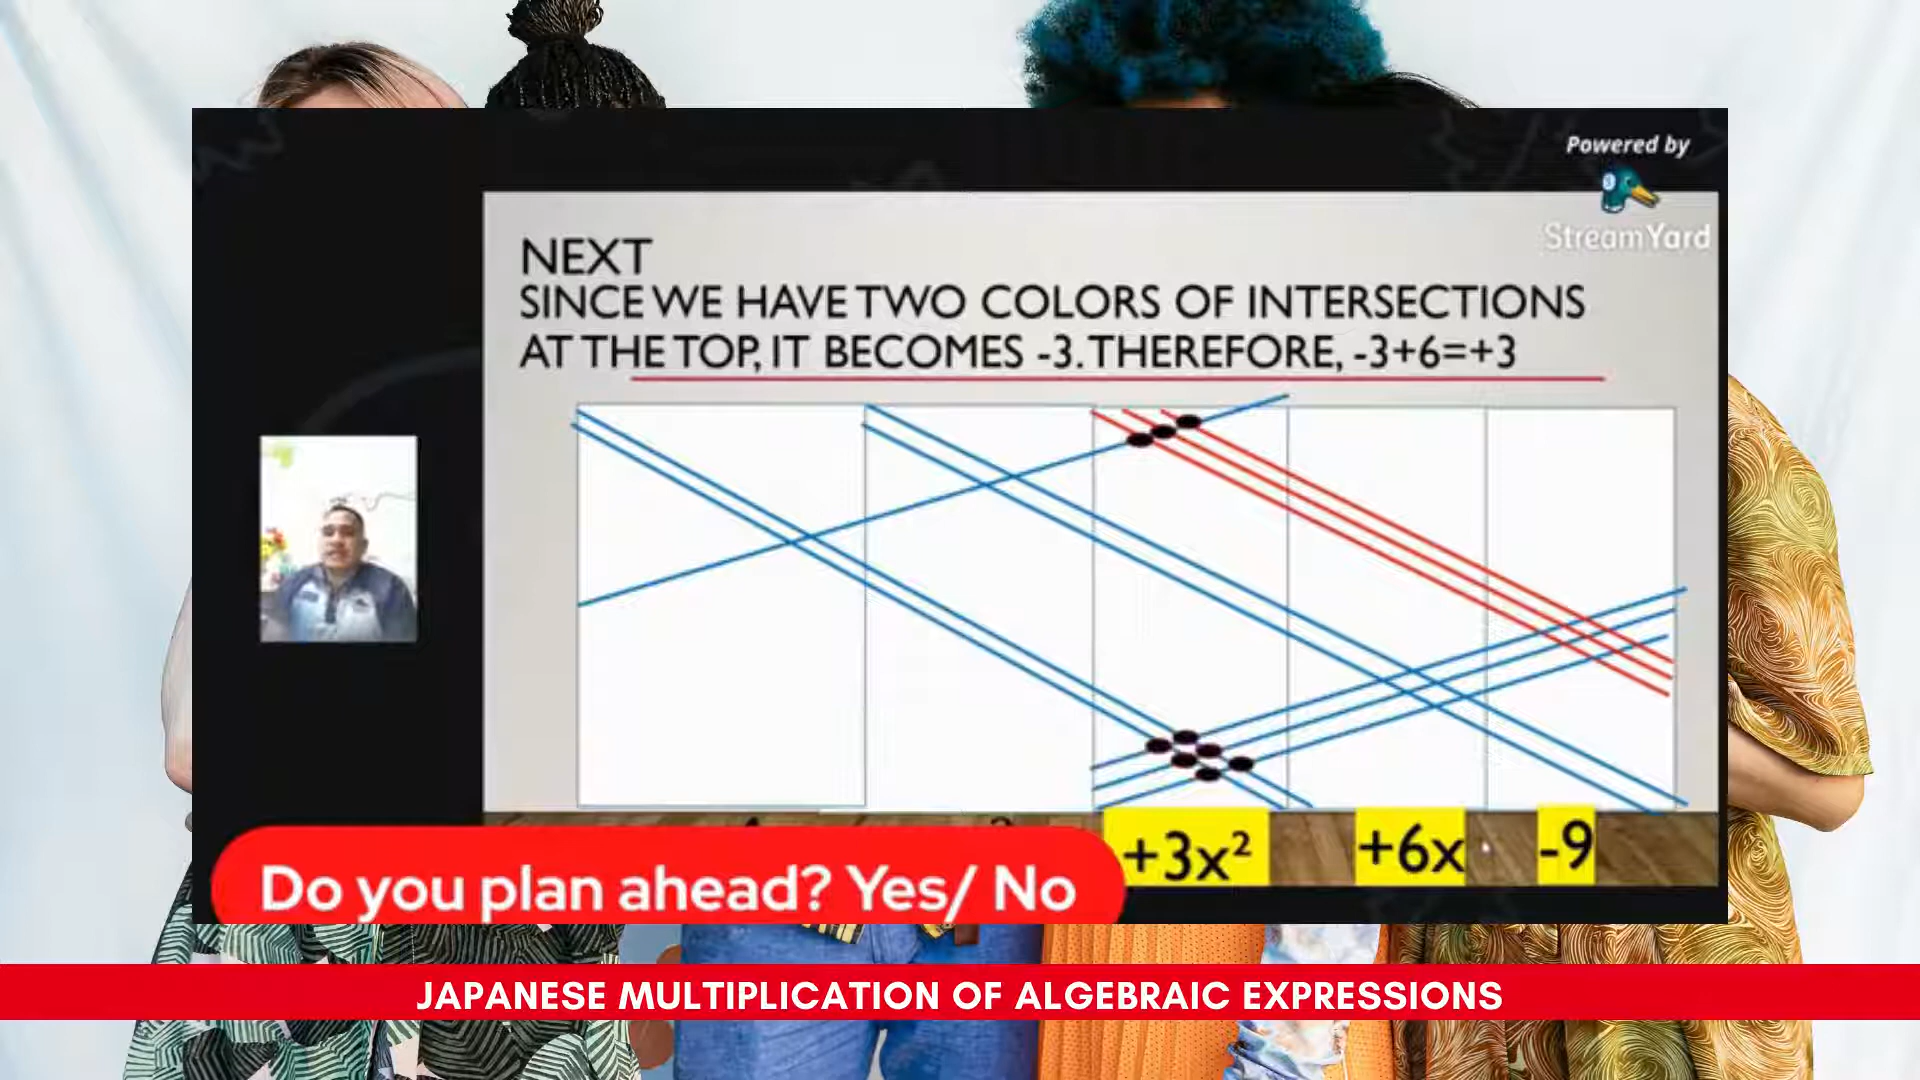 Powered by
StreamYard
NEXT
SINCE WE HAVE TWO COLORS OF INTERSECTIONS
AT THE TOP, IT BECOMES -3. THEREFORE, -3+6=+3
+3x² +6x -9
Do you plan ahead? Yes/ No
JAPANESE MULTIPLICATION OF ALGEBRAIC EXPRESSIONS